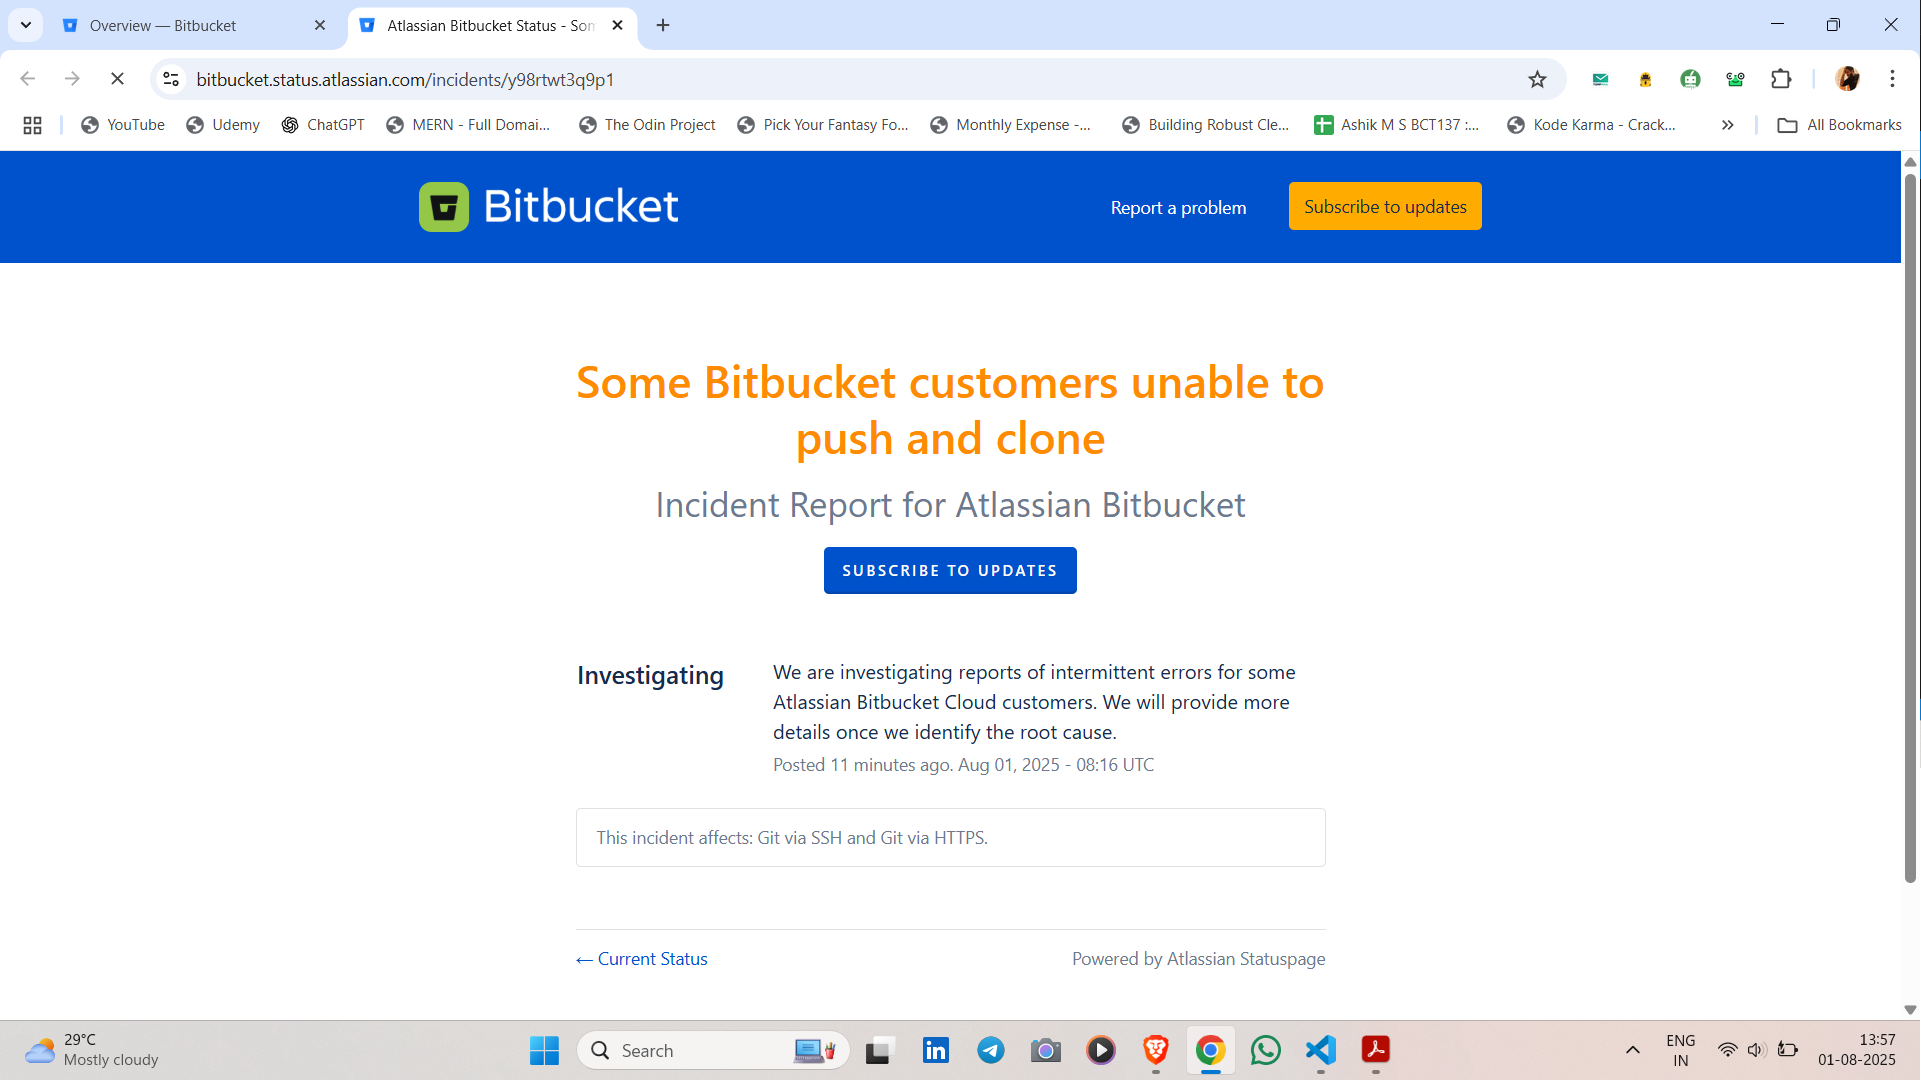 Overview — Bitbucket
Atlassian Bitbucket Status - Som
bitbucket.status.atlassian.com/incidents/y98rtwt3q9p1
YouTube
Udemy
ChatGPT
MERN - Full Domai...
The Odin Project
Pick Your Fantasy Fo...
Monthly Expense -...
Building Robust Cle...
Ashik M S BCT137 :...
Kode Karma - Crack...
All Bookmarks
Bitbucket
Report a problem
Subscribe to updates
Some Bitbucket customers unable to
push and clone
Incident Report for Atlassian Bitbucket
SUBSCRIBE TO UPDATES
Investigating
We are investigating reports of intermittent errors for some
Atlassian Bitbucket Cloud customers. We will provide more
details once we identify the root cause.
Posted 11 minutes ago. Aug 01, 2025 - 08:16 UTC
This incident affects: Git via SSH and Git via HTTPS.
← Current Status
Powered by Atlassian Statuspage
29°C
Mostly cloudy
Search
ENG
IN
13:57
01-08-2025